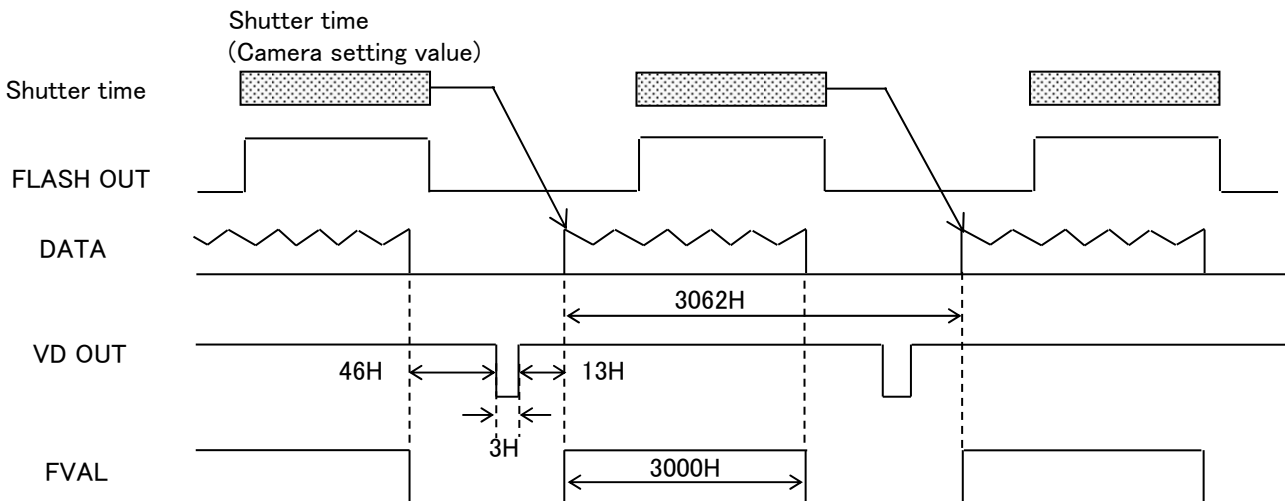 Shutter time
(Camera setting value)
Shutter time
FLASH OUT
DATA
3062H
VD OUT
46H
13H
3H
3000H
FVAL